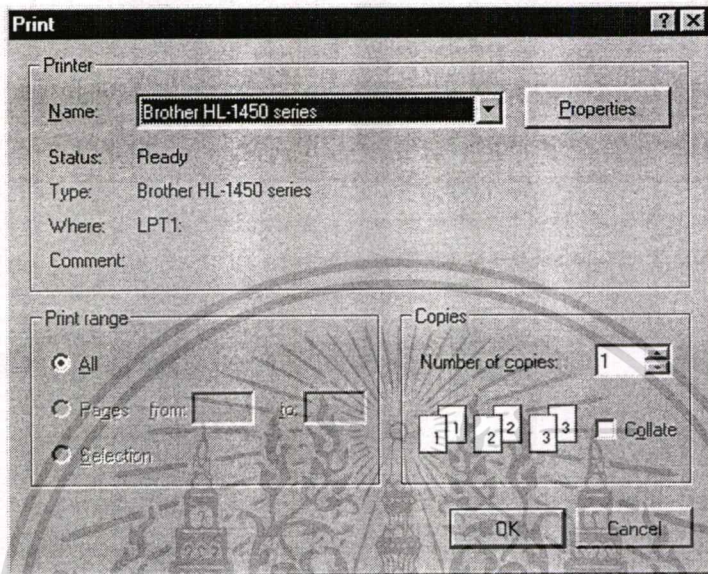 Print ? X
Printer
Name: Brother HL-1450 series Properties
Status: Ready
Type: Brother HL-1450 series
Where: LPT1:
Comment:
Print range
All
Pages from: to:
Selection
Copies
Number of copies: 1
1 1 2 2 3 3 Collate
OK Cancel